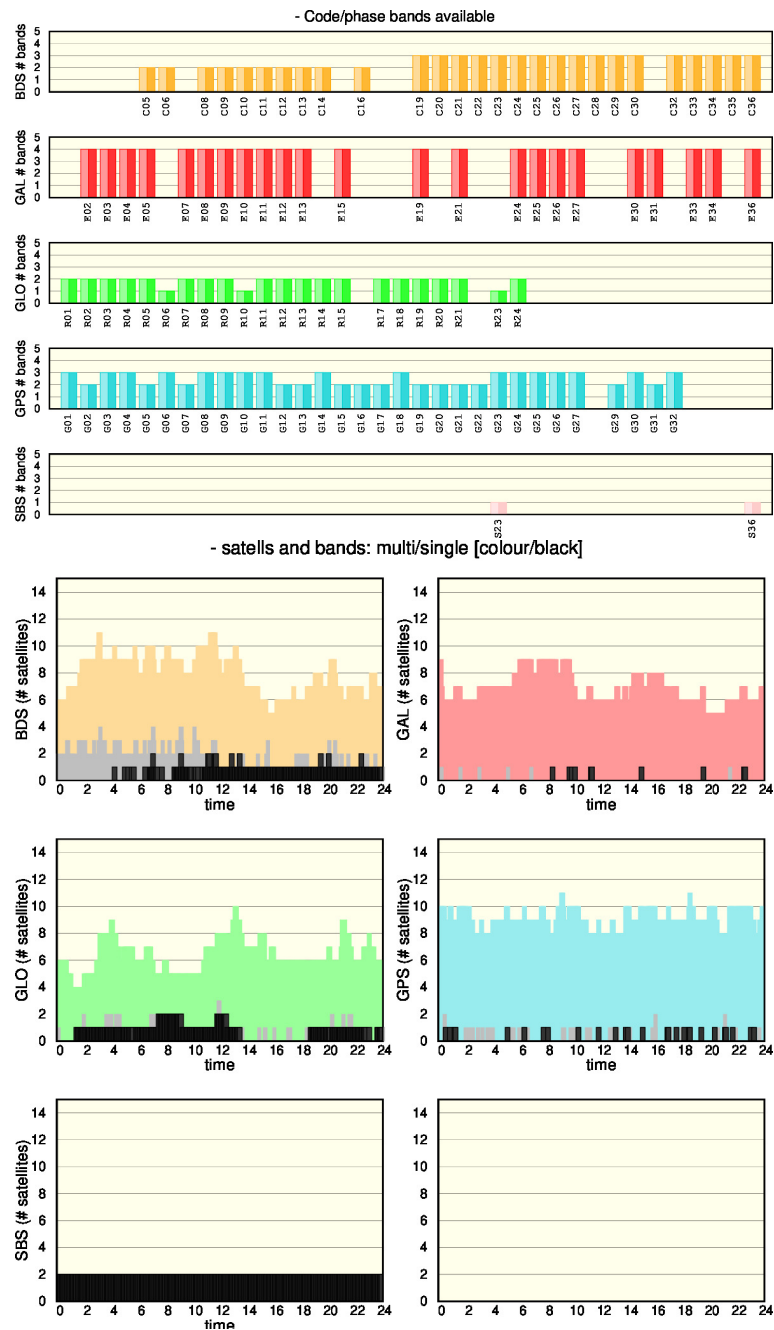 - Code/phase bands available
BDS # bands
5
4
3
2
1
0
C05 C06 C08 C09 C10 C11 C12 C13 C14 C16 C19 C20 C21 C22 C23 C24 C25 C26 C27 C28 C29 C30 C32 C33 C34 C35 C36
GAL # bands
5
4
3
2
1
0
E02 E03 E04 E05 E07 E08 E09 E10 E11 E12 E13 E15 E19 E21 E24 E25 E26 E27 E30 E31 E33 E34 E36
GLO # bands
5
4
3
2
1
0
R01 R02 R03 R04 R05 R06 R07 R08 R09 R10 R11 R12 R13 R14 R15 R17 R18 R19 R20 R21 R23 R24
GPS # bands
5
4
3
2
1
0
G01 G02 G03 G04 G05 G06 G07 G08 G09 G10 G11 G12 G13 G14 G15 G16 G17 G18 G19 G20 G21 G22 G23 G24 G25 G26 G27 G29 G30 G31 G32
SBS # bands
5
4
3
2
1
0
S23 S36
- satells and bands: multi/single [colour/black]
BDS (# satellites)
14
12
10
8
6
4
2
0
0 2 4 6 8 10 12 14 16 18 20 22 24
time
GAL (# satellites)
14
12
10
8
6
4
2
0
0 2 4 6 8 10 12 14 16 18 20 22 24
time
GLO (# satellites)
14
12
10
8
6
4
2
0
0 2 4 6 8 10 12 14 16 18 20 22 24
time
GPS (# satellites)
14
12
10
8
6
4
2
0
0 2 4 6 8 10 12 14 16 18 20 22 24
time
SBS (# satellites)
14
12
10
8
6
4
2
0
0 2 4 6 8 10 12 14 16 18 20 22 24
time
14
12
10
8
6
4
2
0
0 2 4 6 8 10 12 14 16 18 20 22 24